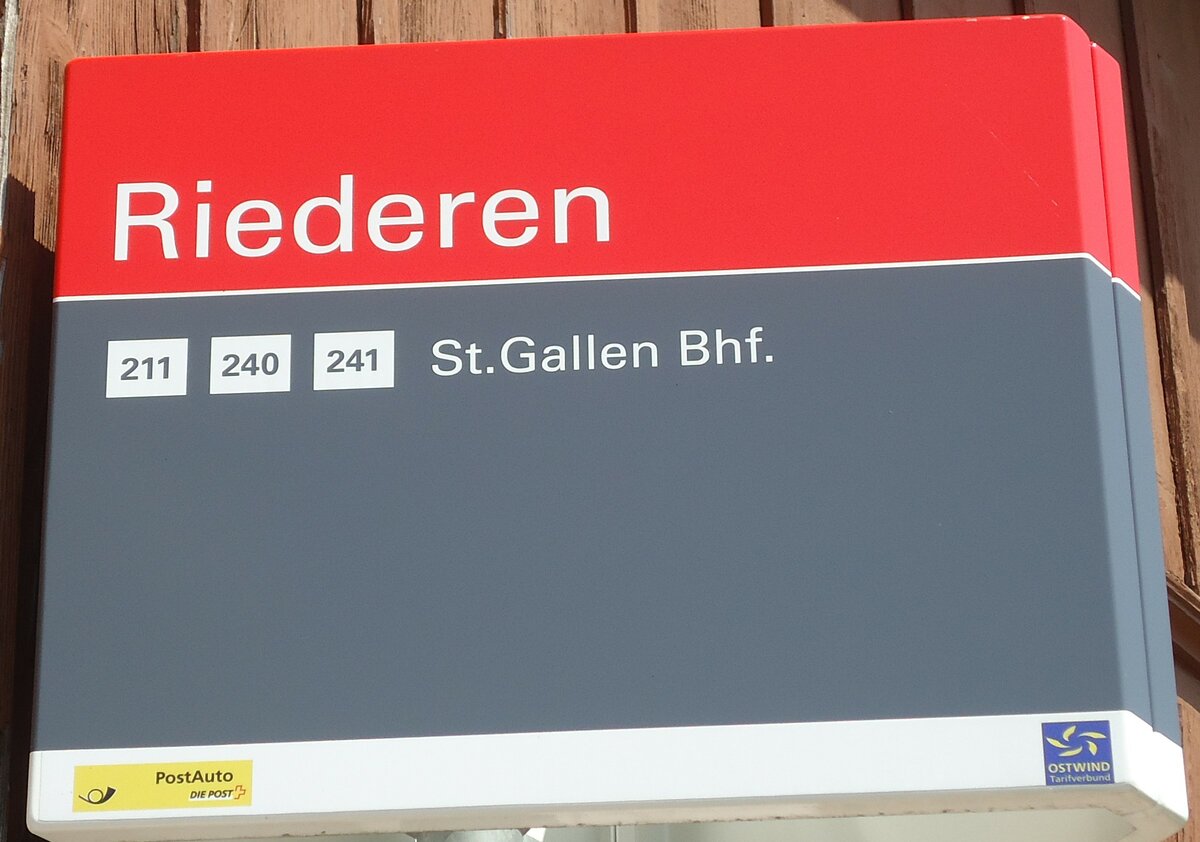 Riederen
211 240 241 St.Gallen Bhf.
PostAuto
DIE POST
OSTWIND
Tarifverbund